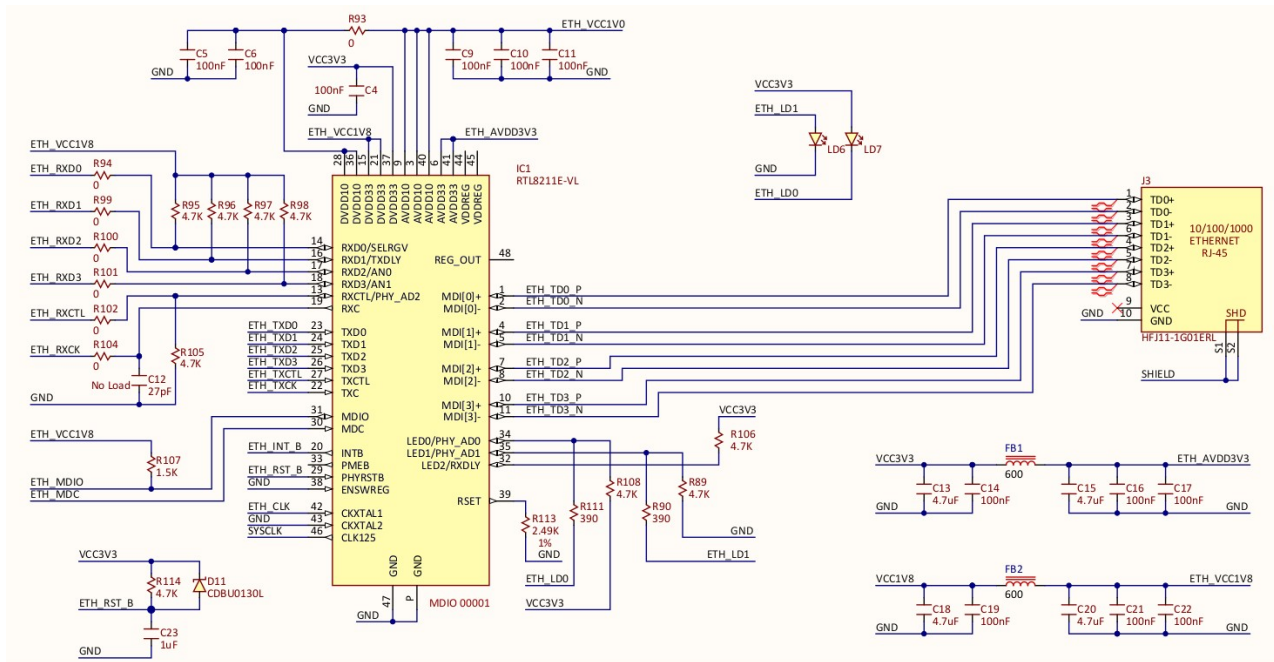 R93
0
ETH_VCC1V0
C5
100nF
C6
100nF
GND
VCC3V3
100nF
C4
GND
C9
100nF
C10
100nF
C11
100nF
GND
ETH_VCC1V8
ETH_AVDD3V3
28
36
15
21
37
9
3
40
6
41
44
45
IC1
RTL8211E-VL
DVDD10
DVDD10
DVDD33
DVDD33
DVDD33
AVDD10
AVDD10
AVDD10
AVDD33
AVDD33
VDDREG
VDDREG
ETH_VCC1V8
ETH_RXD0
R94
0
ETH_RXD1
R99
0
ETH_RXD2
R100
0
ETH_RXD3
R101
0
ETH_RXCTL
R102
0
ETH_RXCK
R104
0
R95
4.7K
R96
4.7K
R97
4.7K
R98
4.7K
R105
4.7K
No Load
C12
27pF
GND
14 RXD0/SELRGV
16 RXD1/TXDLY
17 RXD2/AN0
18 RXD3/AN1
13 RXCTL/PHY_AD2
19 RXC
ETH_TXD0 23 TXD0
ETH_TXD1 24 TXD1
ETH_TXD2 25 TXD2
ETH_TXD3 26 TXD3
ETH_TXCTL 27 TXCTL
ETH_TXCK 22 TXC
31 MDIO
30 MDC
ETH_INT_B 20 INTB
33 PMEB
ETH_RST_B 29 PHYRSTB
GND 38 ENSWREG
ETH_CLK 42 CKXTAL1
GND 43 CKXTAL2
SYSCLK 46 CLK125
ETH_VCC1V8
R107
1.5K
ETH_MDIO
ETH_MDC
VCC3V3
R114
4.7K
D11
CDBU0130L
ETH_RST_B
C23
1uF
GND
GND
GND
47
P
GND
MDIO 00001
REG_OUT 48
MDI[0]+ 1 ETH_TD0_P
MDI[0]- 2 ETH_TD0_N
MDI[1]+ 4 ETH_TD1_P
MDI[1]- 5 ETH_TD1_N
MDI[2]+ 7 ETH_TD2_P
MDI[2]- 8 ETH_TD2_N
MDI[3]+ 10 ETH_TD3_P
MDI[3]- 11 ETH_TD3_N
LED0/PHY_AD0 34
LED1/PHY_AD1 35
LED2/RXDLY 32
RSET 39
VCC3V3
R106
4.7K
R108
4.7K
R89
4.7K
R111
390
R90
390
R113
2.49K
1%
GND
GND
ETH_LD1
ETH_LD0
VCC3V3
VCC3V3
ETH_LD1
LD6
LD7
GND
ETH_LD0
J3
1 TD0+
2 TD0-
3 TD1+
6 TD1-
4 TD2+
5 TD2-
7 TD3+
8 TD3-
9 VCC
GND 10 GND
10/100/1000
ETHERNET
RJ-45
SHD
HFJ11-1G01ERL
S1
S2
SHIELD
FB1
VCC3V3
600
ETH_AVDD3V3
C13
4.7uF
C14
100nF
C15
4.7uF
C16
100nF
C17
100nF
GND
GND
FB2
VCC1V8
600
ETH_VCC1V8
C18
4.7uF
C19
100nF
C20
4.7uF
C21
100nF
C22
100nF
GND
GND